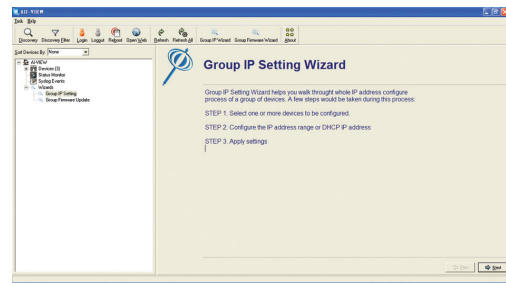 AI-VIEW
Task Help
Discovery Discovery Filter Login Logout Reboot Open Web Refresh Refresh All Group IP Wizard Group Firmware Wizard About
Sort Devices By: None
AI-VIEW
Devices (3)
Status Monitor
Syslog Events
Wizards
Group IP Setting
Group Firmware Update
Group IP Setting Wizard
Group IP Setting Wizard helps you walk throught whole IP address configure
process of a group of devices. A few steps would be taken during this process:
STEP 1. Select one or more devices to be configured.
STEP 2. Configure the IP address range or DHCP IP address
STEP 3. Apply settings
Prev Next